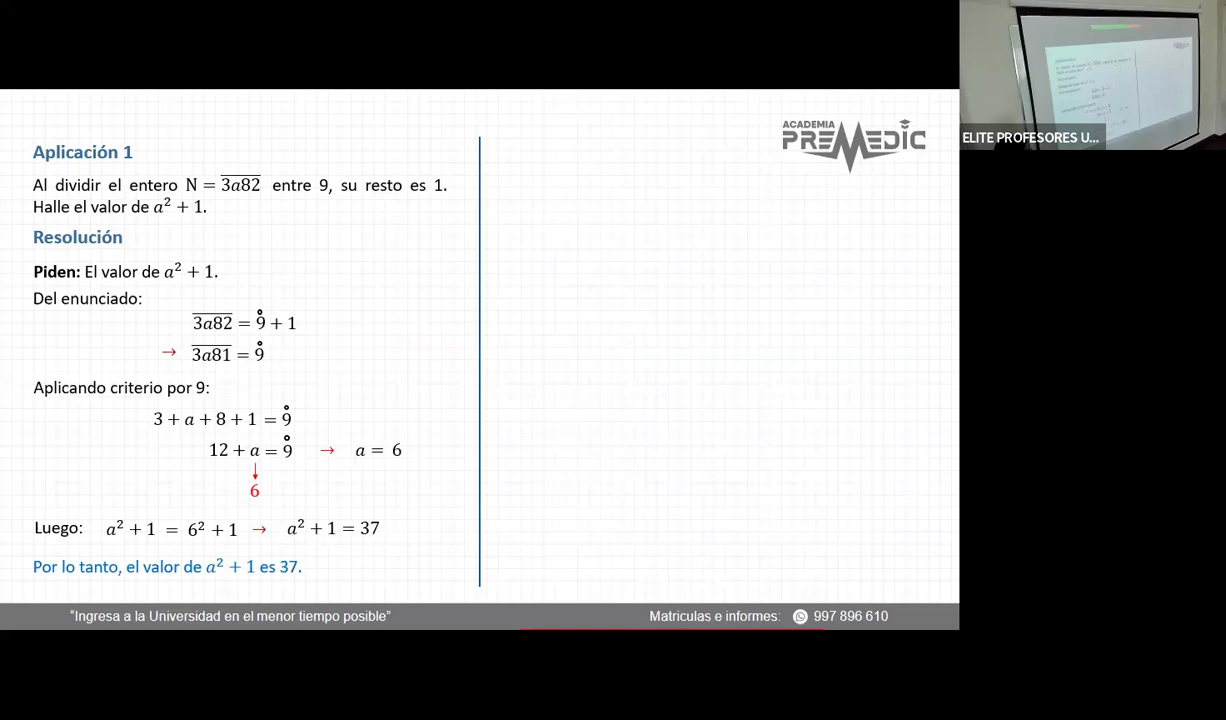 ACADEMIA
PREMEDIC
ELITE PROFESORES U...
Aplicación 1
Al dividir el entero N = \overline{3a82} entre 9, su resto es 1.
Halle el valor de a² + 1.
Resolución
Piden: El valor de a² + 1.
Del enunciado:
\overline{3a82} = 9̊ + 1
→ \overline{3a81} = 9̊
Aplicando criterio por 9:
3 + a + 8 + 1 = 9̊
12 + a = 9̊ → a = 6
↓
6
Luego: a² + 1 = 6² + 1 → a² + 1 = 37
Por lo tanto, el valor de a² + 1 es 37.
“Ingresa a la Universidad en el menor tiempo posible” Matriculas e informes: 997 896 610